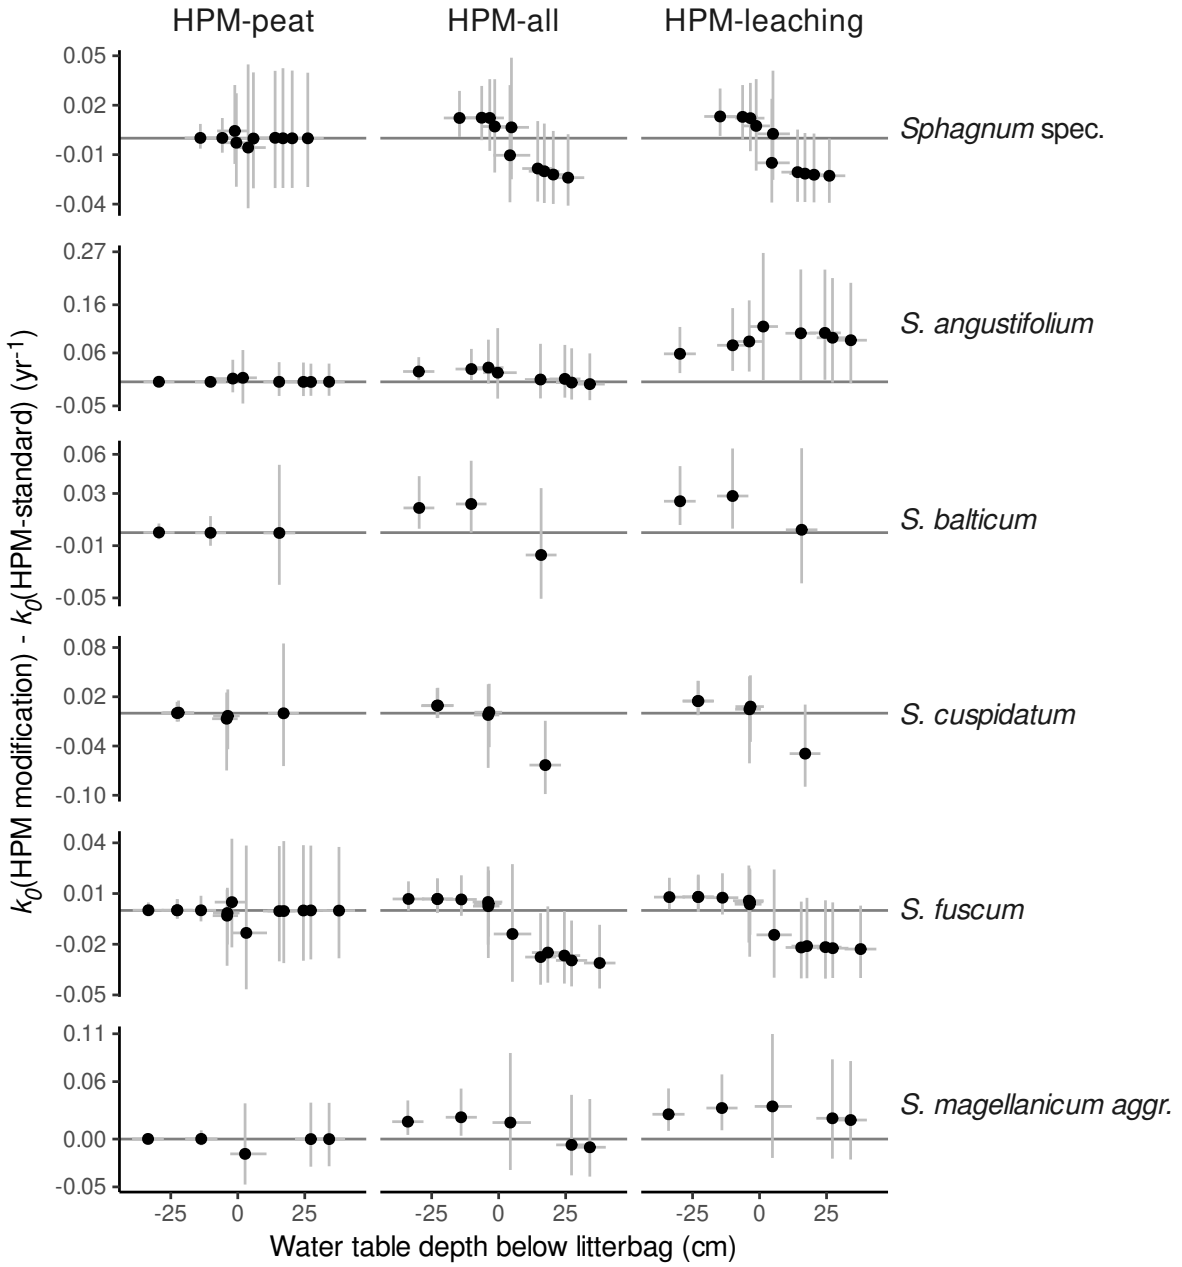 HPM-peat HPM-all HPM-leaching
0.05
0.02
-0.01
-0.04
Sphagnum spec.
0.27
0.16
0.06
-0.05
S. angustifolium
0.06
0.03
-0.01
-0.05
S. balticum
0.08
0.02
-0.04
-0.10
S. cuspidatum
0.04
0.01
-0.02
-0.05
S. fuscum
0.11
0.06
0.00
-0.05
S. magellanicum aggr.
-25 0 25 -25 0 25 -25 0 25
Water table depth below litterbag (cm)
k0(HPM modification) - k0(HPM-standard) (yr-1)